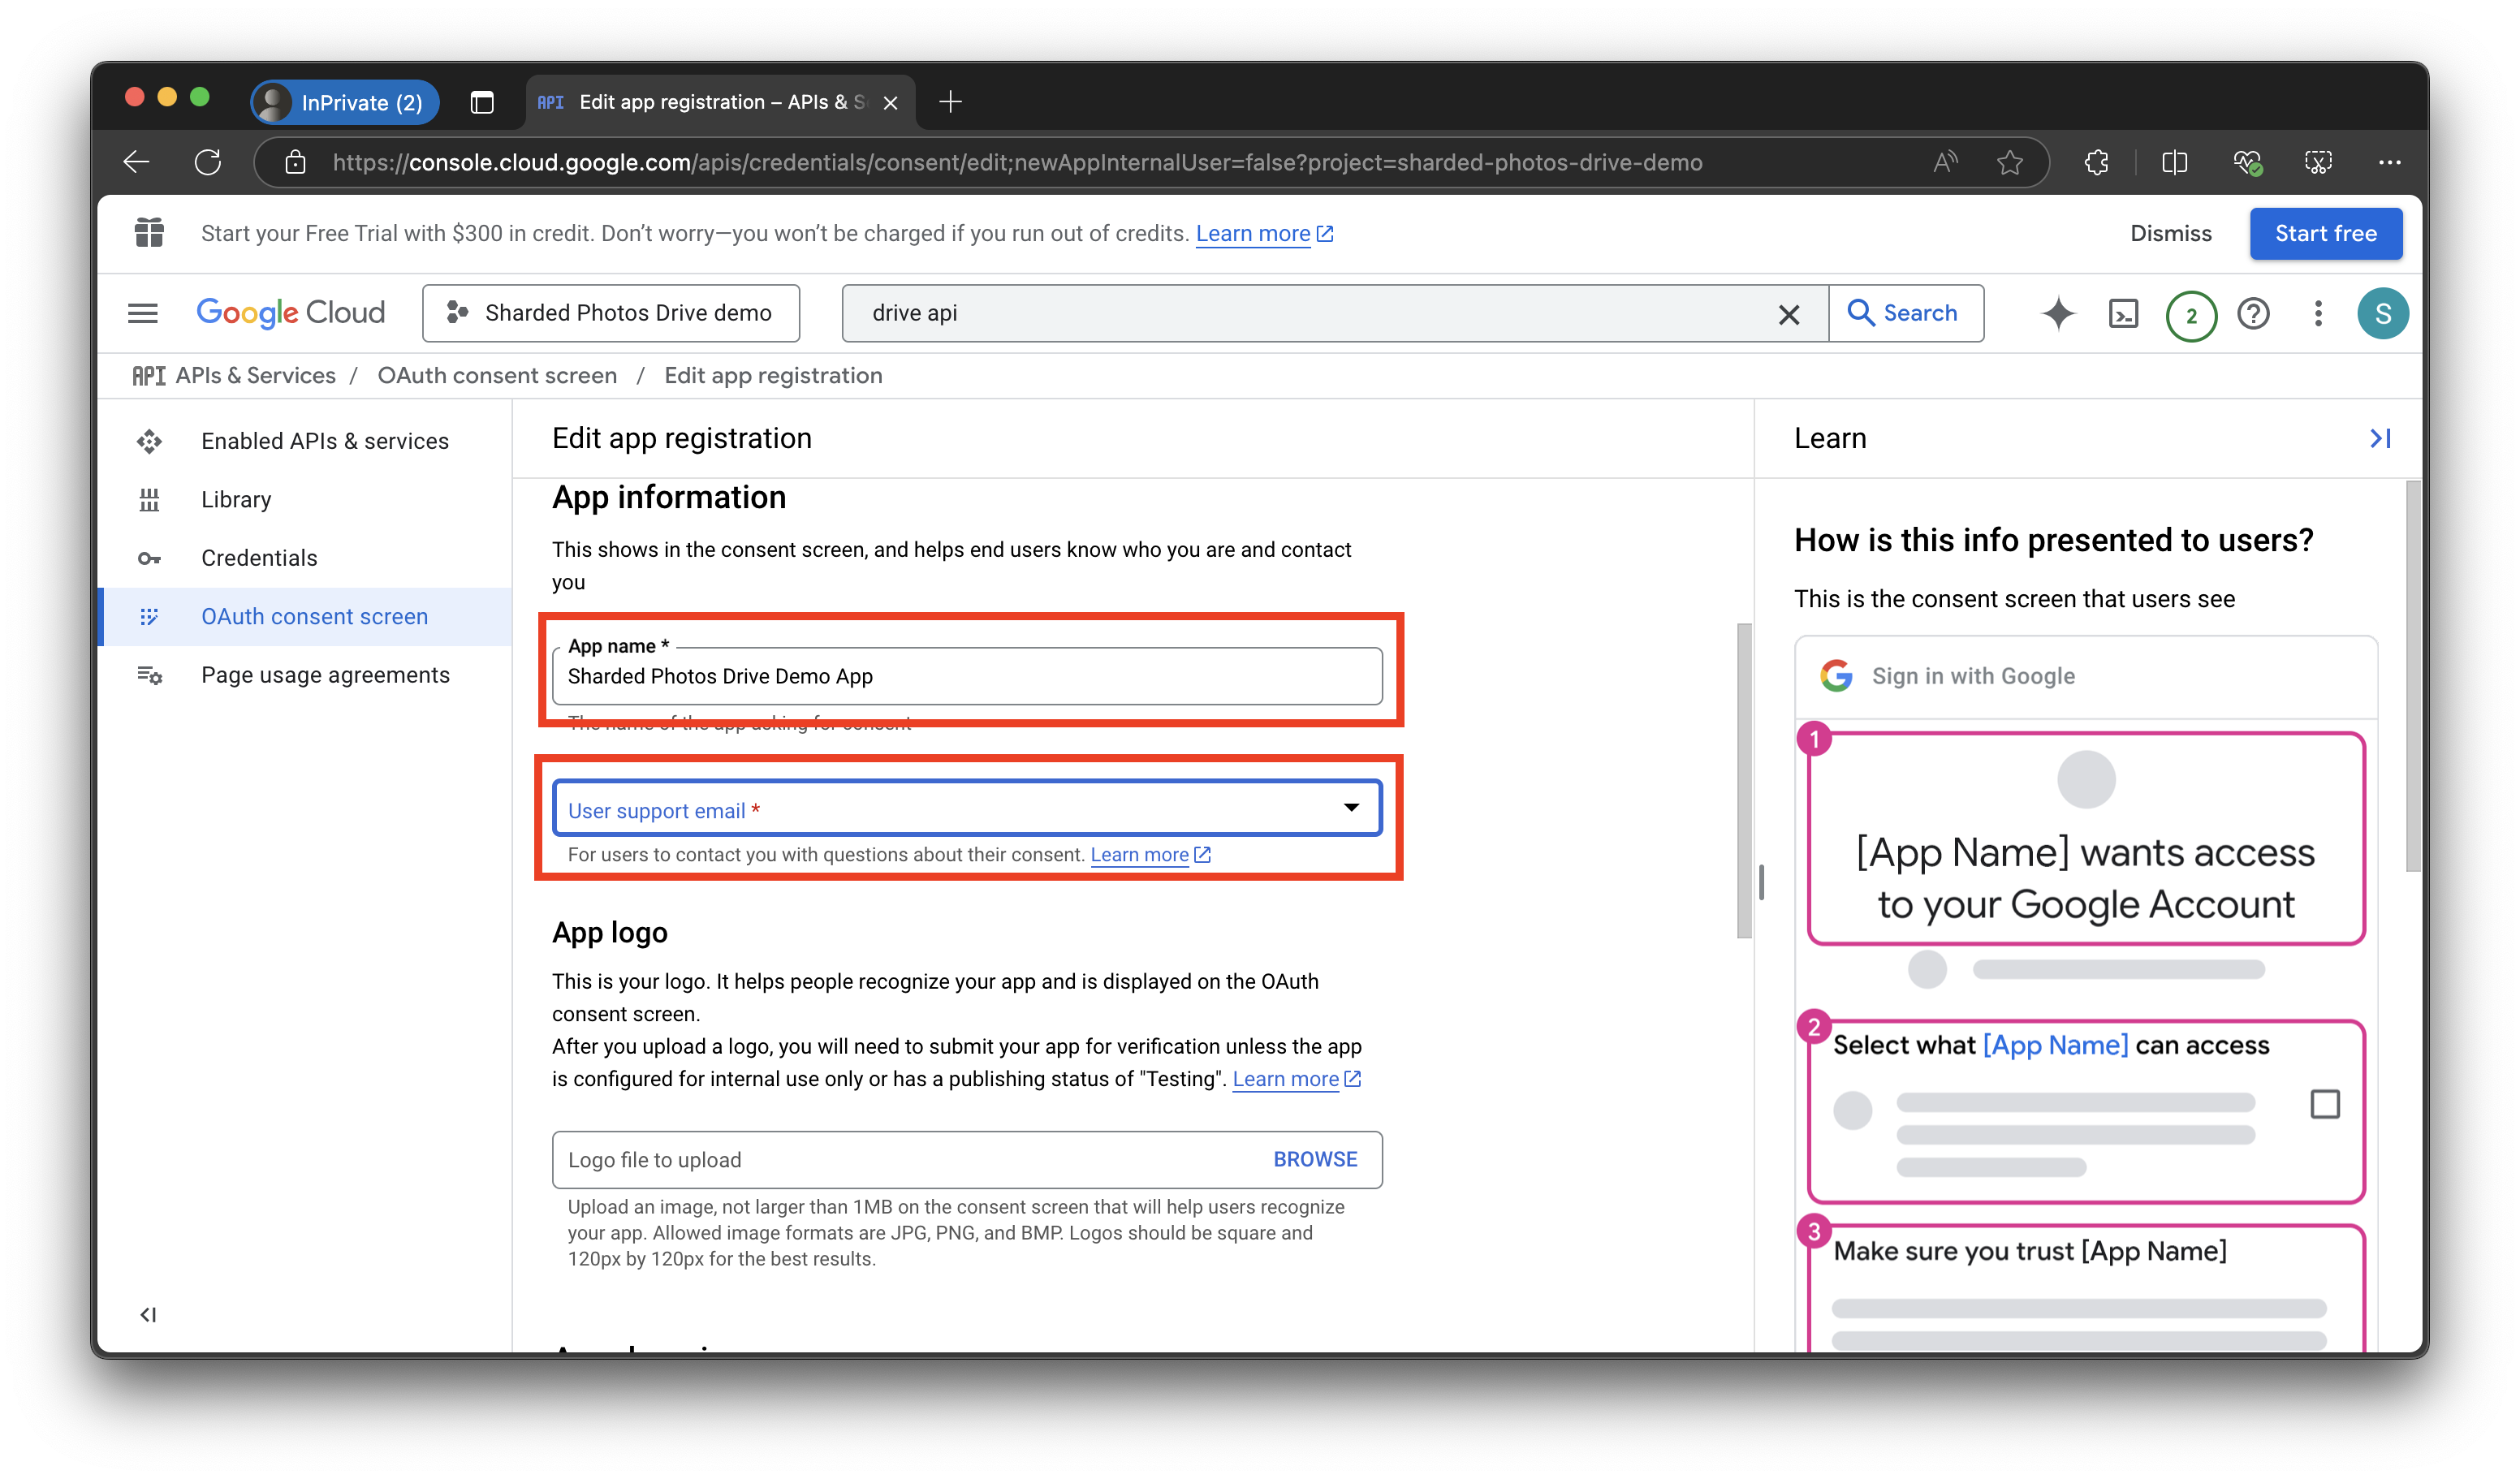 InPrivate (2)
API Edit app registration – APIs & S
https://console.cloud.google.com/apis/credentials/consent/edit;newAppInternalUser=false?project=sharded-photos-drive-demo
Start your Free Trial with $300 in credit. Don’t worry—you won’t be charged if you run out of credits. Learn more
Dismiss
Start free
Google Cloud
Sharded Photos Drive demo
drive api
Search
2
S
API APIs & Services / OAuth consent screen / Edit app registration
Enabled APIs & services
Library
Credentials
OAuth consent screen
Page usage agreements
Edit app registration
App information
This shows in the consent screen, and helps end users know who you are and contact
you
App name *
Sharded Photos Drive Demo App
The name of the app asking for consent
User support email *
For users to contact you with questions about their consent. Learn more
App logo
This is your logo. It helps people recognize your app and is displayed on the OAuth
consent screen.
After you upload a logo, you will need to submit your app for verification unless the app
is configured for internal use only or has a publishing status of "Testing". Learn more
Logo file to upload
BROWSE
Upload an image, not larger than 1MB on the consent screen that will help users recognize
your app. Allowed image formats are JPG, PNG, and BMP. Logos should be square and
120px by 120px for the best results.
Learn
How is this info presented to users?
This is the consent screen that users see
Sign in with Google
1
[App Name] wants access
to your Google Account
2
Select what [App Name] can access
3
Make sure you trust [App Name]